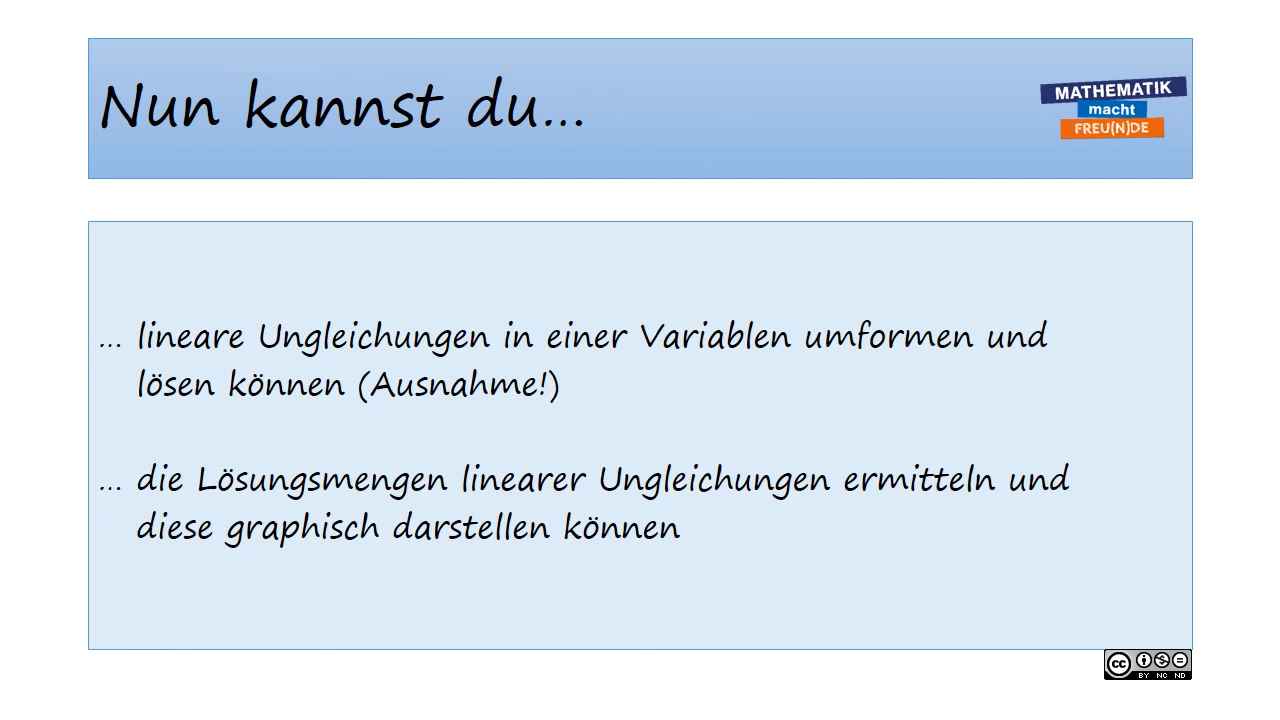 Nun kannst du...
MATHEMATIK
macht
FREU(N)DE
... lineare Ungleichungen in einer Variablen umformen und
lösen können (Ausnahme!)
... die Lösungsmengen linearer Ungleichungen ermitteln und
diese graphisch darstellen können
cc
BY NC ND